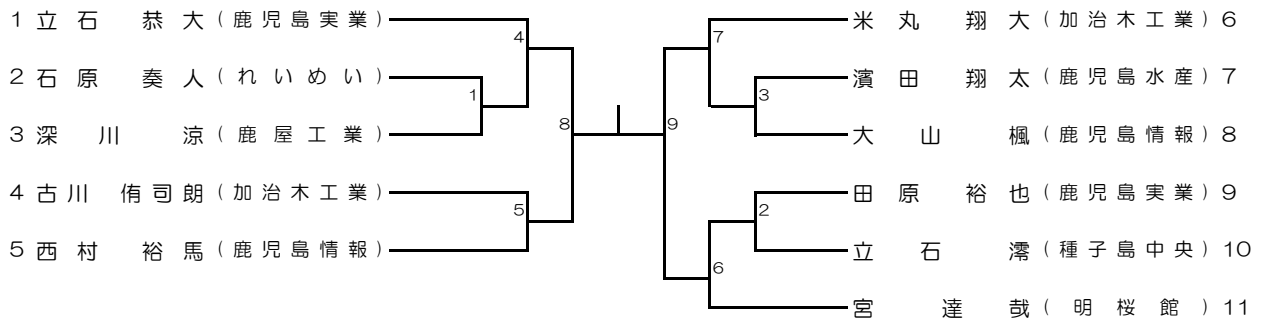 1 立石 恭大（鹿児島実業）
2 石原 奏人（れいめい）
3 深川 涼（鹿屋工業）
4 古川 侑司朗（加治木工業）
5 西村 裕馬（鹿児島情報）
4
1
8
5
7
3
9
2
6
米丸 翔大（加治木工業）6
濱田 翔太（鹿児島水産）7
大山 楓（鹿児島情報）8
田原 裕也（鹿児島実業）9
立石 澪（種子島中央）10
宮 達哉（明桜館）11